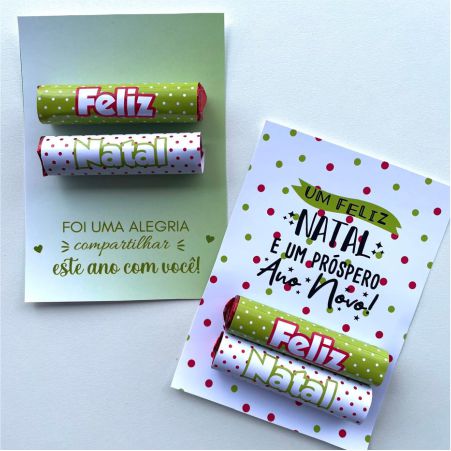 Feliz
Natal
FOI UMA ALEGRIA
compartilhar
este ano com você!
UM FELIZ
NATAL
E UM PRÓSPERO
Ano Novo!
Feliz
Natal